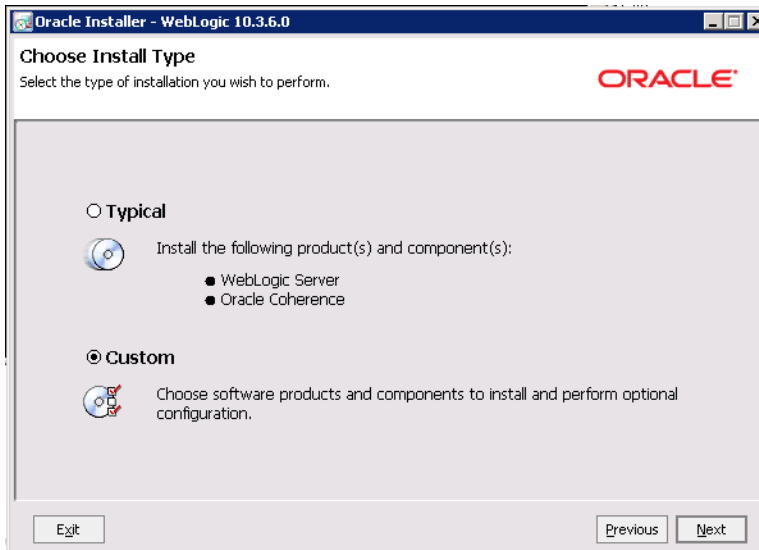 Oracle Installer - WebLogic 10.3.6.0
Choose Install Type
Select the type of installation you wish to perform.
ORACLE
Typical
Install the following product(s) and component(s):
WebLogic Server
Oracle Coherence
Custom
Choose software products and components to install and perform optional
configuration.
Exit
Previous
Next